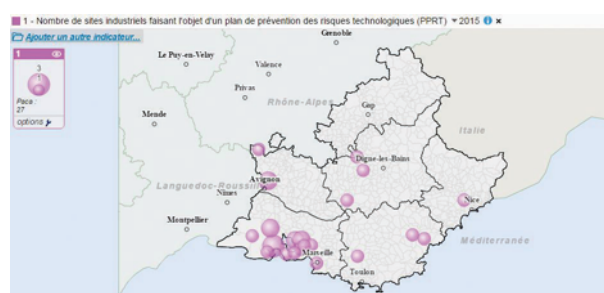 1 - Nombre de sites industriels faisant l'objet d'un plan de prévention des risques technologiques (PPRT) 2015
Ajouter un autre indicateur...
Grenoble
1
Le Puy-en-Velay
Valence
3
1
Privas
Rhône-Alpes
Paca :
27
Gap
options
Mende
Italie
Digne-les-Bains
Avignon
Languedoc-Roussillon
Nîmes
Nice
Montpellier
Marseille
Méditerranée
Toulon